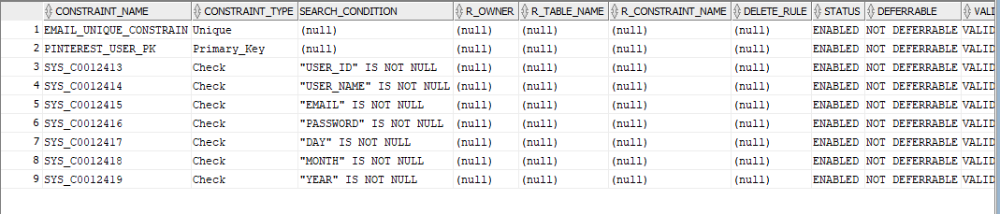 CONSTRAINT_NAME CONSTRAINT_TYPE SEARCH_CONDITION R_OWNER R_TABLE_NAME R_CONSTRAINT_NAME DELETE_RULE STATUS DEFERRABLE VALI
1 EMAIL_UNIQUE_CONSTRAIN Unique (null) (null) (null) (null) (null) ENABLED NOT DEFERRABLE VALID
2 PINTEREST_USER_PK Primary_Key (null) (null) (null) (null) (null) ENABLED NOT DEFERRABLE VALID
3 SYS_C0012413 Check "USER_ID" IS NOT NULL (null) (null) (null) (null) ENABLED NOT DEFERRABLE VALID
4 SYS_C0012414 Check "USER_NAME" IS NOT NULL (null) (null) (null) (null) ENABLED NOT DEFERRABLE VALID
5 SYS_C0012415 Check "EMAIL" IS NOT NULL (null) (null) (null) (null) ENABLED NOT DEFERRABLE VALID
6 SYS_C0012416 Check "PASSWORD" IS NOT NULL (null) (null) (null) (null) ENABLED NOT DEFERRABLE VALID
7 SYS_C0012417 Check "DAY" IS NOT NULL (null) (null) (null) (null) ENABLED NOT DEFERRABLE VALID
8 SYS_C0012418 Check "MONTH" IS NOT NULL (null) (null) (null) (null) ENABLED NOT DEFERRABLE VALID
9 SYS_C0012419 Check "YEAR" IS NOT NULL (null) (null) (null) (null) ENABLED NOT DEFERRABLE VALID